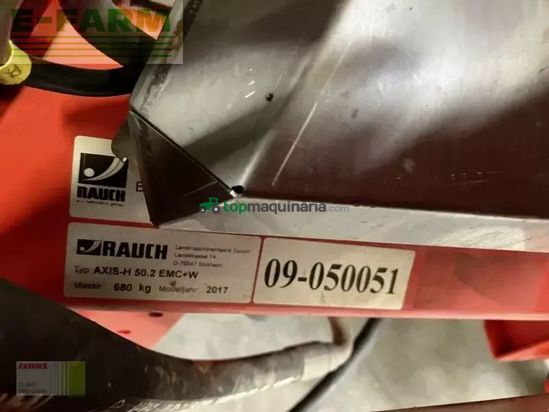 E-FARM
RAUCH
topmaquinaria.com
RAUCH
Landmaschinenfabrik GmbH
Landstrasse 14
D-76547 Sinzheim
Typ AXIS-H 50.2 EMC+W
Masse 680 kg Modelljahr 2017
09-050051
CLAAS
CLAAS